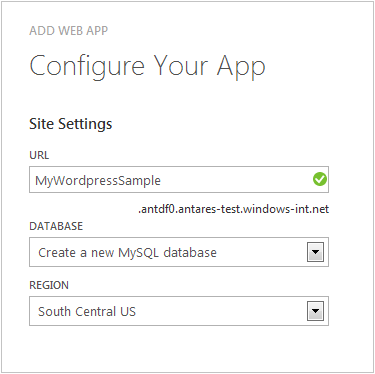 ADD WEB APP
Configure Your App
Site Settings
URL
MyWordpressSample
.antdf0.antares-test.windows-int.net
DATABASE
Create a new MySQL database
REGION
South Central US